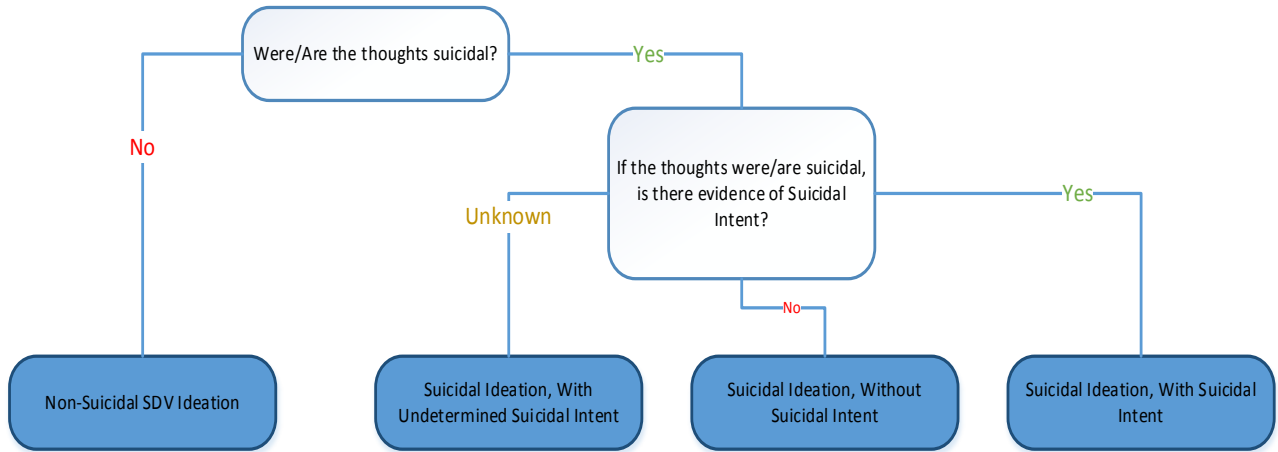 Were/Are the thoughts suicidal?
Yes
No
If the thoughts were/are suicidal,
is there evidence of Suicidal
Intent?
Unknown
Yes
No
Non-Suicidal SDV Ideation
Suicidal Ideation, With
Undetermined Suicidal Intent
Suicidal Ideation, Without
Suicidal Intent
Suicidal Ideation, With Suicidal
Intent